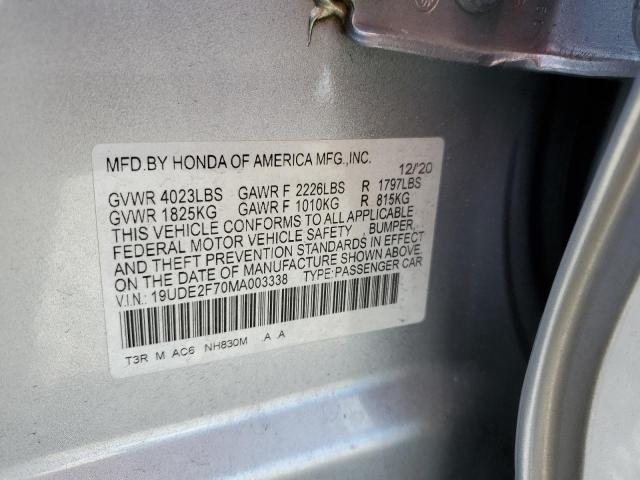 MFD.BY HONDA OF AMERICA MFG.,INC. 12/'20
GVWR 4023LBS GAWR F 2226LBS R 1797LBS
GVWR 1825KG GAWR F 1010KG R 815KG
THIS VEHICLE CONFORMS TO ALL APPLICABLE
FEDERAL MOTOR VEHICLE SAFETY , BUMPER,
AND THEFT PREVENTION STANDARDS IN EFFECT
ON THE DATE OF MANUFACTURE SHOWN ABOVE.
V.I.N.: 19UDE2F70MA003338 TYPE:PASSENGER CAR
T3R M AC6 NH830M A A